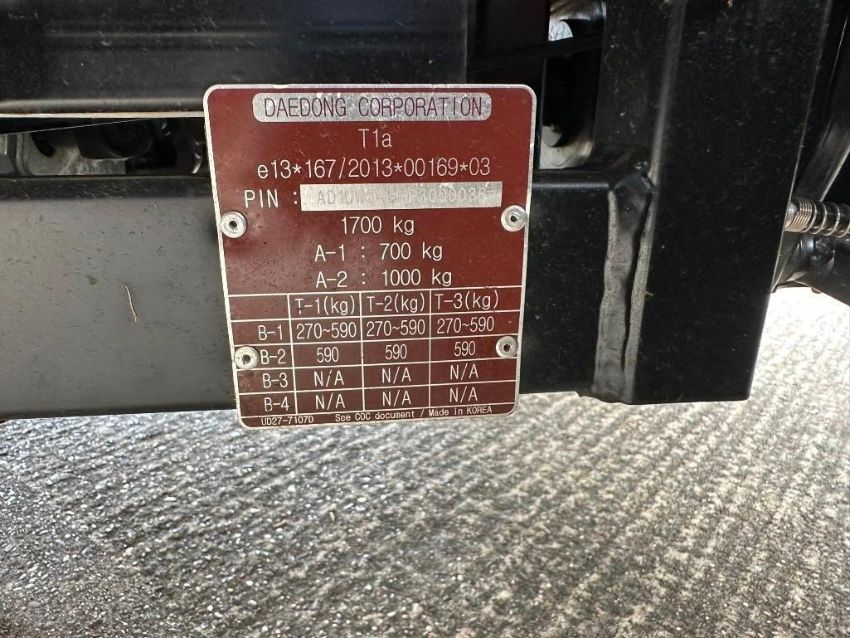 DAEDONG CORPORATION
T1a
e13*167/2013*00169*03
PIN :
1700 kg
A-1 : 700 kg
A-2 : 1000 kg
T-1(kg) T-2(kg) T-3(kg)
B-1 270~590 270~590 270~590
B-2 590 590 590
B-3 N/A N/A N/A
B-4 N/A N/A N/A
UD27-7107D See COC document / Made in KOREA